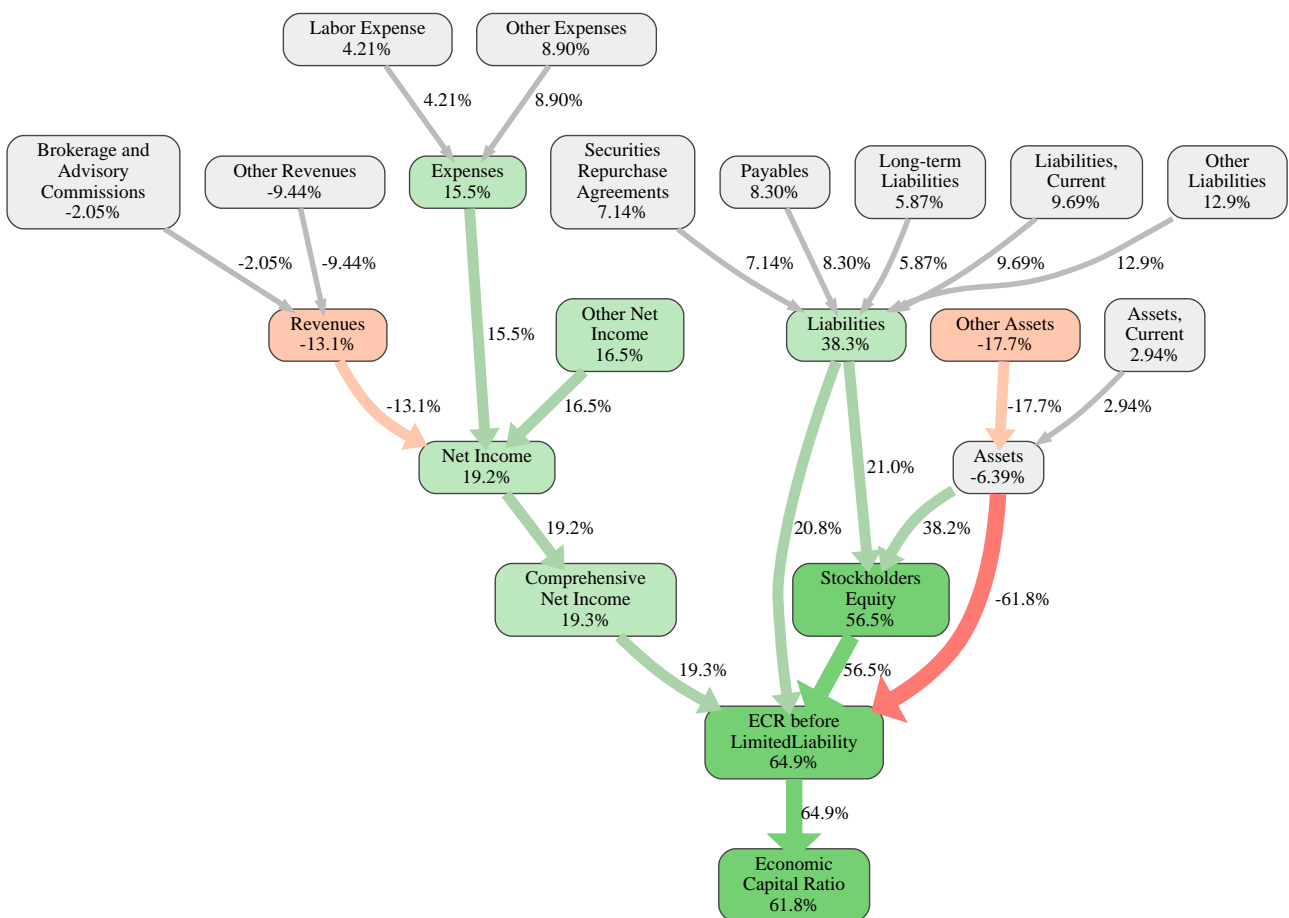 Labor Expense
4.21%
Other Expenses
8.90%
4.21%
8.90%
Brokerage and
Advisory
Commissions
-2.05%
Other Revenues
-9.44%
Expenses
15.5%
Securities
Repurchase
Agreements
7.14%
Payables
8.30%
Long-term
Liabilities
5.87%
Liabilities,
Current
9.69%
Other
Liabilities
12.9%
-2.05%
-9.44%
7.14%
8.30%
5.87%
9.69%
12.9%
Revenues
-13.1%
15.5%
Other Net
Income
16.5%
Liabilities
38.3%
Other Assets
-17.7%
Assets,
Current
2.94%
-13.1%
16.5%
-17.7%
2.94%
Net Income
19.2%
21.0%
Assets
-6.39%
19.2%
20.8%
38.2%
Comprehensive
Net Income
19.3%
Stockholders
Equity
56.5%
-61.8%
19.3%
56.5%
ECR before
LimitedLiability
64.9%
64.9%
Economic
Capital Ratio
61.8%